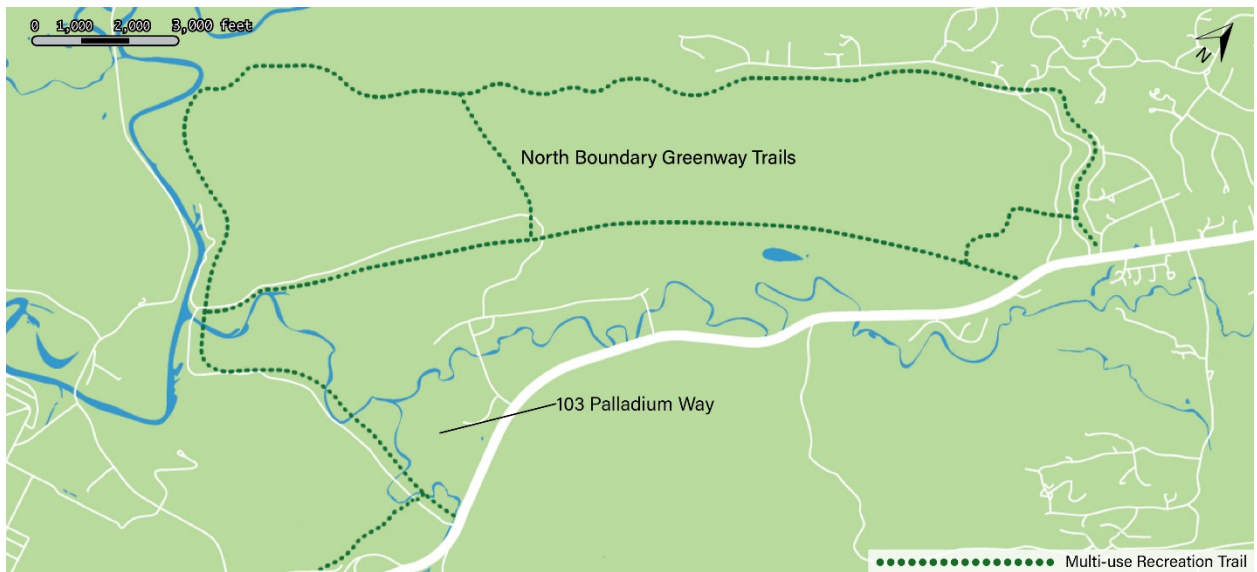 0 1,000 2,000 3,000 feet
N
North Boundary Greenway Trails
103 Palladium Way
Multi-use Recreation Trail